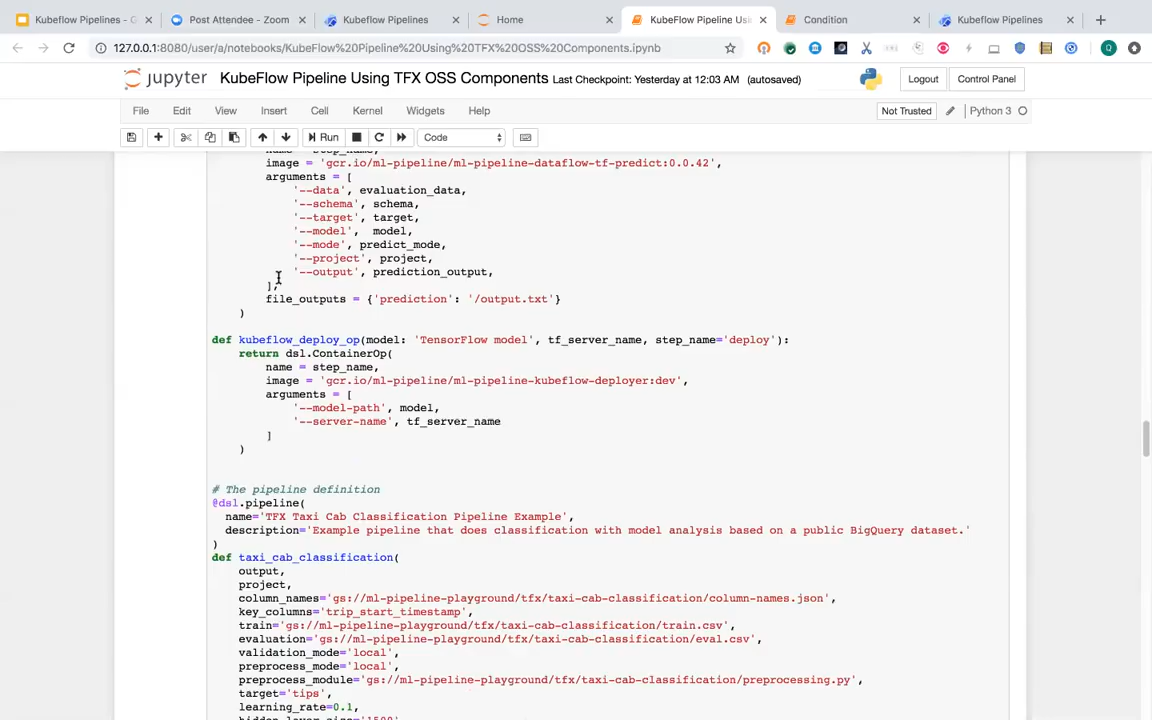 Kubeflow Pipelines - G
Post Attendee - Zoom
Kubeflow Pipelines
Home
KubeFlow Pipeline Usi
Condition
Kubeflow Pipelines
127.0.0.1:8080/user/a/notebooks/KubeFlow%20Pipeline%20Using%20TFX%20OSS%20Components.ipynb
Q
jupyter KubeFlow Pipeline Using TFX OSS Components Last Checkpoint: Yesterday at 12:03 AM (autosaved)
Logout
Control Panel
File Edit View Insert Cell Kernel Widgets Help
Not Trusted
Python 3
Run
Code
name = step_name,
image = 'gcr.io/ml-pipeline/ml-pipeline-dataflow-tf-predict:0.0.42',
arguments = [
'--data', evaluation_data,
'--schema', schema,
'--target', target,
'--model',  model,
'--mode', predict_mode,
'--project', project,
'--output', prediction_output,
],
file_outputs = {'prediction': '/output.txt'}
)
def kubeflow_deploy_op(model: 'TensorFlow model', tf_server_name, step_name='deploy'):
return dsl.ContainerOp(
name = step_name,
image = 'gcr.io/ml-pipeline/ml-pipeline-kubeflow-deployer:dev',
arguments = [
'--model-path', model,
'--server-name', tf_server_name
]
)
# The pipeline definition
@dsl.pipeline(
name='TFX Taxi Cab Classification Pipeline Example',
description='Example pipeline that does classification with model analysis based on a public BigQuery dataset.'
)
def taxi_cab_classification(
output,
project,
column_names='gs://ml-pipeline-playground/tfx/taxi-cab-classification/column-names.json',
key_columns='trip_start_timestamp',
train='gs://ml-pipeline-playground/tfx/taxi-cab-classification/train.csv',
evaluation='gs://ml-pipeline-playground/tfx/taxi-cab-classification/eval.csv',
validation_mode='local',
preprocess_mode='local',
preprocess_module='gs://ml-pipeline-playground/tfx/taxi-cab-classification/preprocessing.py',
target='tips',
learning_rate=0.1,
hidden_layer_size='1500',